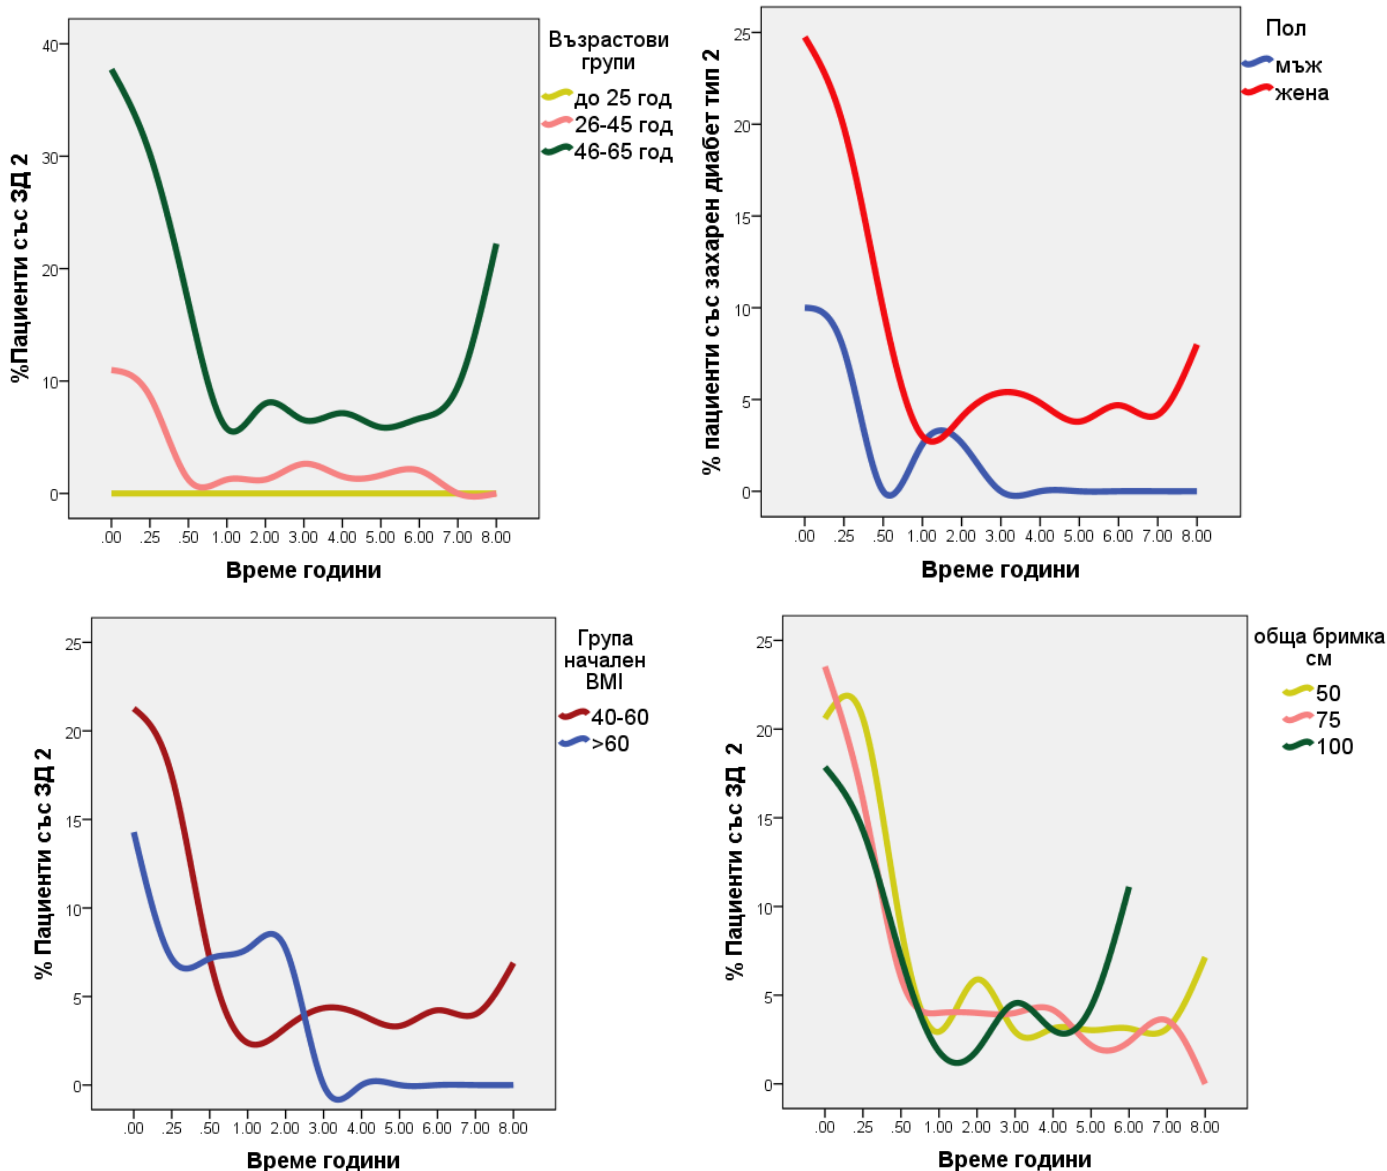 %Пациенти със ЗД 2
40
30
20
10
0
.00 .25 .50 1.00 2.00 3.00 4.00 5.00 6.00 7.00 8.00
Време години
Възрастови
групи
до 25 год
26-45 год
46-65 год
% пациенти със захарен диабет тип 2
25
20
15
10
5
0
.00 .25 .50 1.00 2.00 3.00 4.00 5.00 6.00 7.00 8.00
Време години
Пол
мъж
жена
% Пациенти със ЗД 2
25
20
15
10
5
0
.00 .25 .50 1.00 2.00 3.00 4.00 5.00 6.00 7.00 8.00
Време години
Група
начален
BMI
40-60
>60
% Пациенти със ЗД 2
25
20
15
10
5
0
.00 .25 .50 1.00 2.00 3.00 4.00 5.00 6.00 7.00 8.00
Време години
обща бримка
см
50
75
100